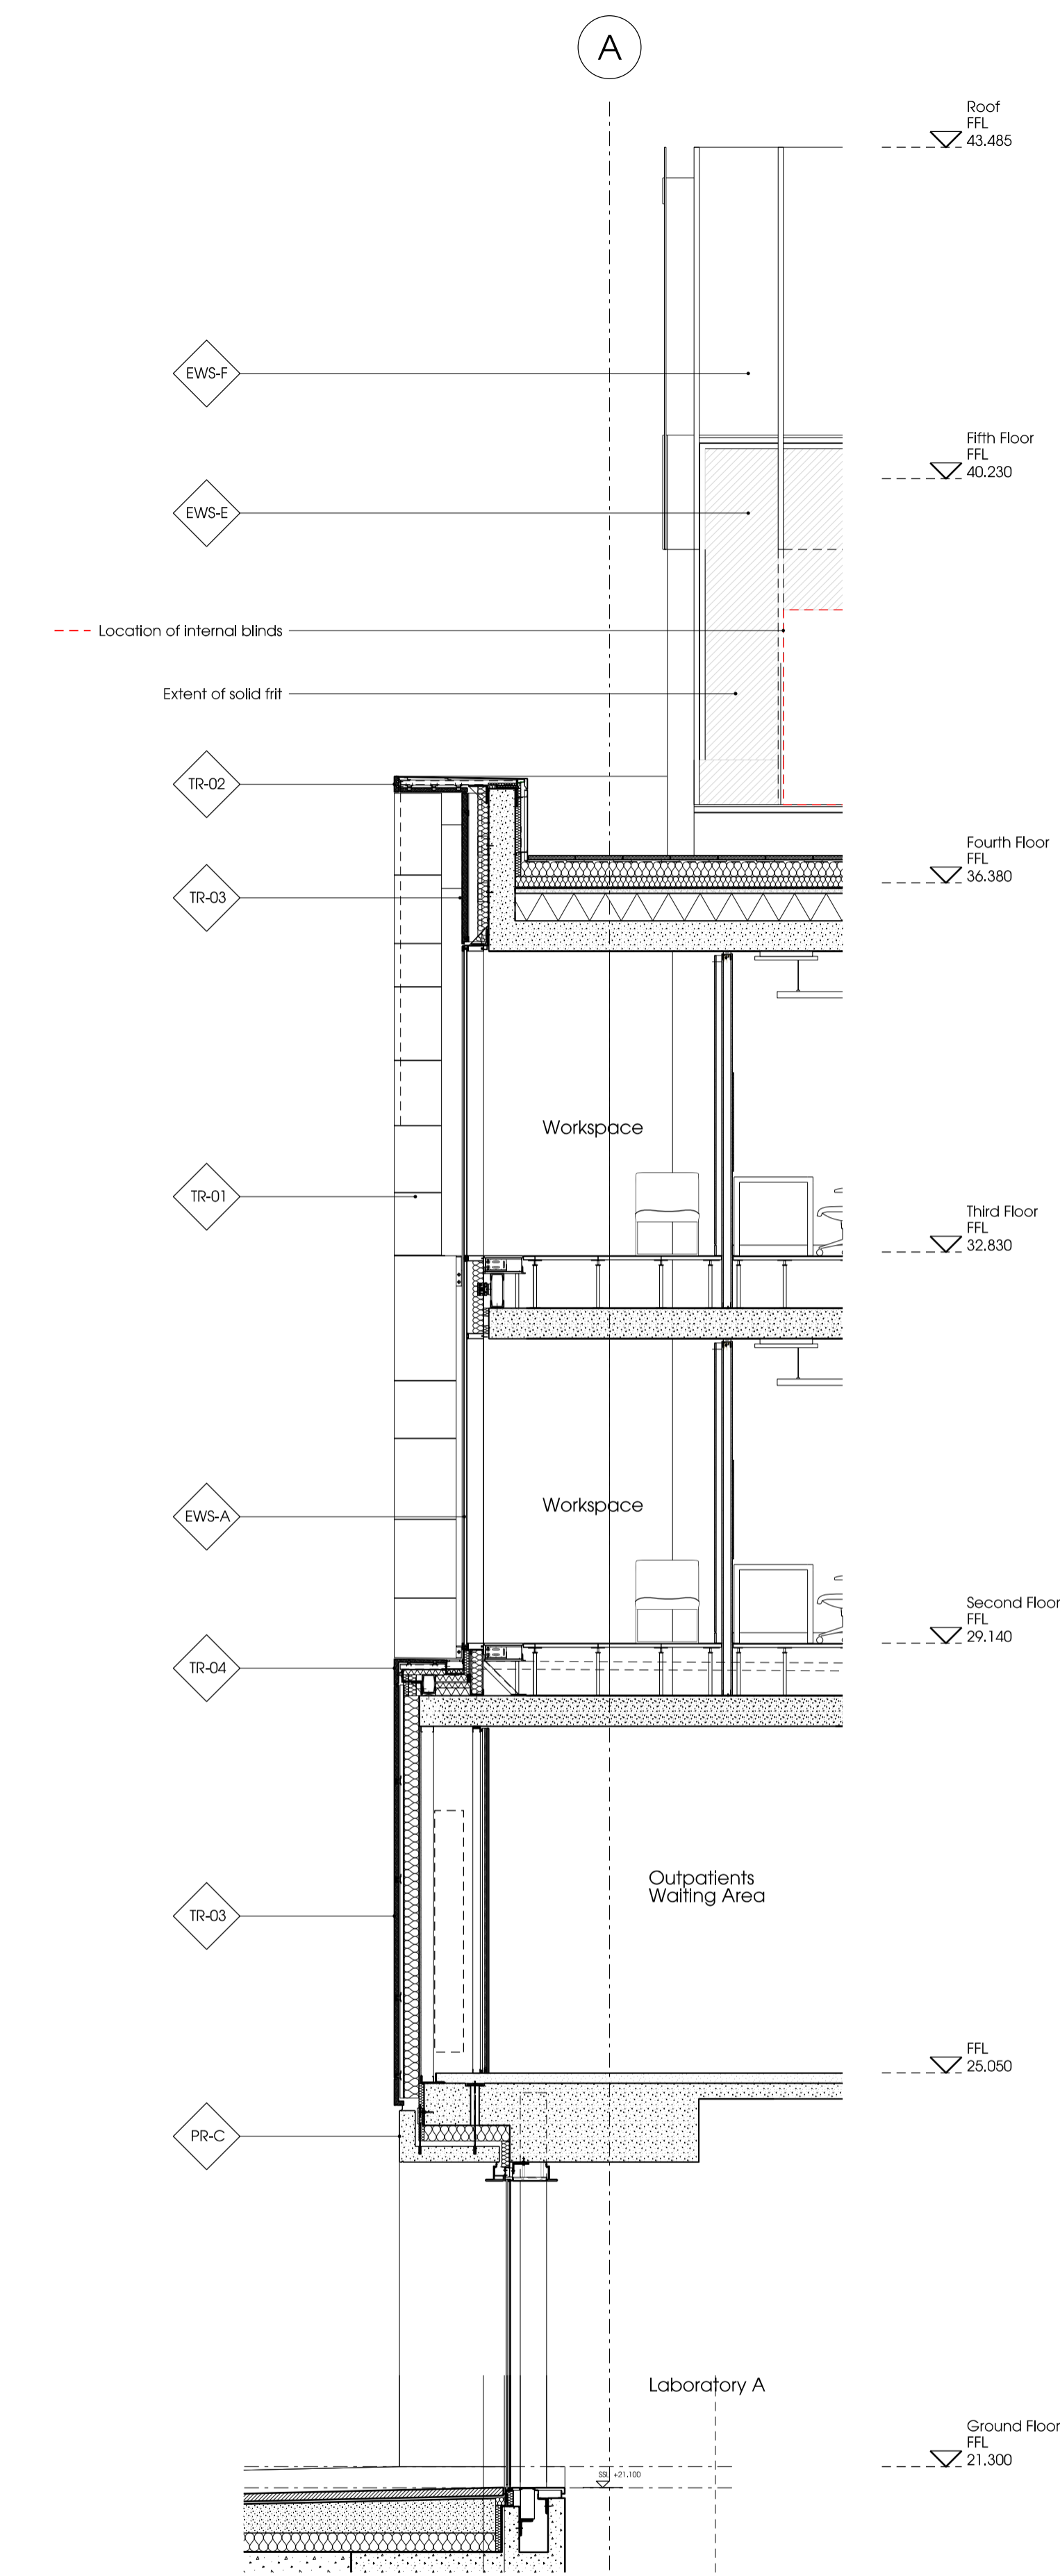 A
Roof
FFL
43.485
EWS-F
Fifth Floor
FFL
40.230
EWS-E
Location of internal blinds
Extent of solid frit
TR-02
Fourth Floor
FFL
36.380
TR-03
Workspace
TR-01
Third Floor
FFL
32.830
Workspace
EWS-A
Second Floor
FFL
29.140
TR-04
Outpatients
Waiting Area
TR-03
FFL
25.050
PR-C
Laboratory A
Ground Floor
FFL
21.300
SSL +21.100